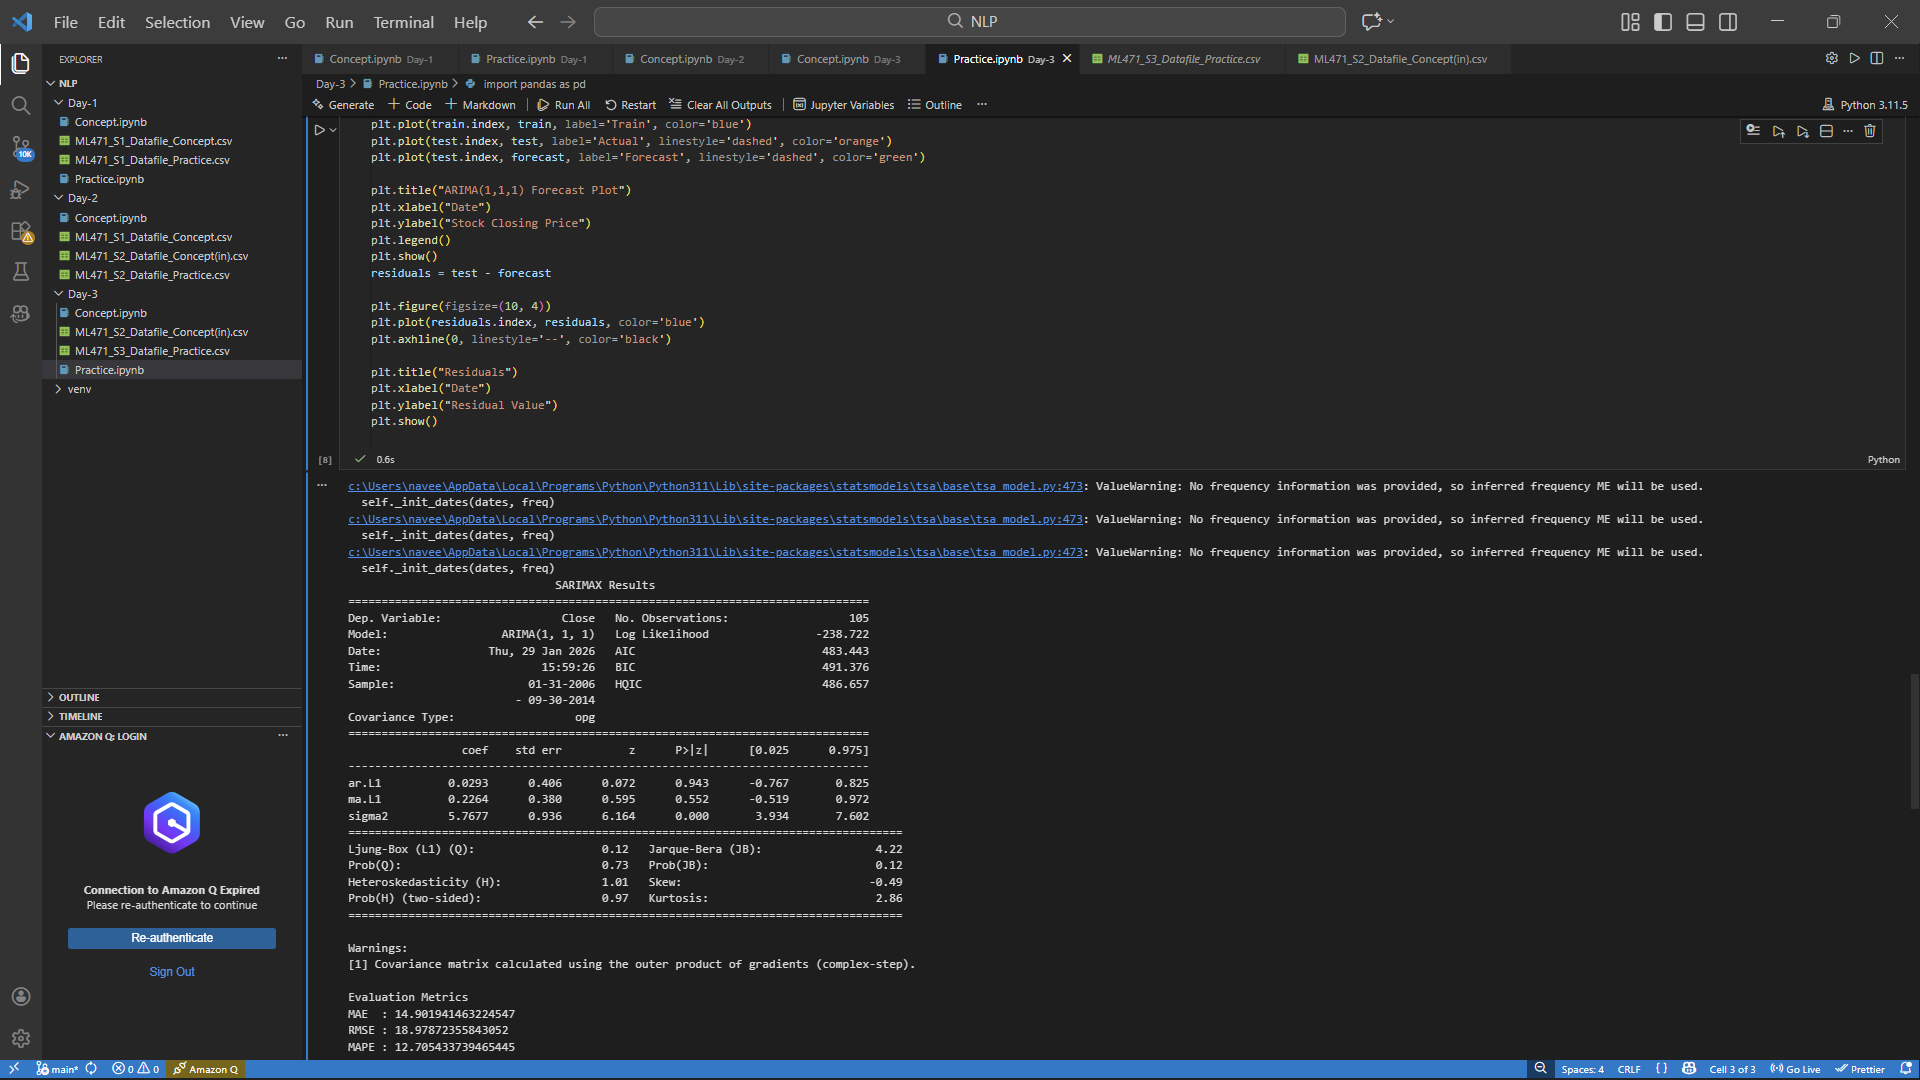 File Edit Selection View Go Run Terminal Help
NLP
EXPLORER
NLP
Day-1
Concept.ipynb
ML471_S1_Datafile_Concept.csv
ML471_S1_Datafile_Practice.csv
Practice.ipynb
Day-2
Concept.ipynb
ML471_S1_Datafile_Concept.csv
ML471_S2_Datafile_Concept(in).csv
ML471_S2_Datafile_Practice.csv
Day-3
Concept.ipynb
ML471_S2_Datafile_Concept(in).csv
ML471_S3_Datafile_Practice.csv
Practice.ipynb
venv
10K
OUTLINE
TIMELINE
AMAZON Q: LOGIN
Connection to Amazon Q Expired
Please re-authenticate to continue
Re-authenticate
Sign Out
Concept.ipynb Day-1 Practice.ipynb Day-1 Concept.ipynb Day-2 Concept.ipynb Day-3 Practice.ipynb Day-3 ML471_S3_Datafile_Practice.csv ML471_S2_Datafile_Concept(in).csv
Day-3 > Practice.ipynb > import pandas as pd
Generate + Code + Markdown Run All Restart Clear All Outputs Jupyter Variables Outline ... Python 3.11.5
plt.plot(train.index, train, label='Train', color='blue')
plt.plot(test.index, test, label='Actual', linestyle='dashed', color='orange')
plt.plot(test.index, forecast, label='Forecast', linestyle='dashed', color='green')
plt.title("ARIMA(1,1,1) Forecast Plot")
plt.xlabel("Date")
plt.ylabel("Stock Closing Price")
plt.legend()
plt.show()
residuals = test - forecast
plt.figure(figsize=(10, 4))
plt.plot(residuals.index, residuals, color='blue')
plt.axhline(0, linestyle='--', color='black')
plt.title("Residuals")
plt.xlabel("Date")
plt.ylabel("Residual Value")
plt.show()
[8] 0.6s Python
c:\Users\navee\AppData\Local\Programs\Python\Python311\Lib\site-packages\statsmodels\tsa\base\tsa_model.py:473: ValueWarning: No frequency information was provided, so inferred frequency ME will be used.
self._init_dates(dates, freq)
c:\Users\navee\AppData\Local\Programs\Python\Python311\Lib\site-packages\statsmodels\tsa\base\tsa_model.py:473: ValueWarning: No frequency information was provided, so inferred frequency ME will be used.
self._init_dates(dates, freq)
c:\Users\navee\AppData\Local\Programs\Python\Python311\Lib\site-packages\statsmodels\tsa\base\tsa_model.py:473: ValueWarning: No frequency information was provided, so inferred frequency ME will be used.
self._init_dates(dates, freq)
SARIMAX Results
==============================================================================
Dep. Variable: Close No. Observations: 105
Model: ARIMA(1, 1, 1) Log Likelihood -238.722
Date: Thu, 29 Jan 2026 AIC 483.443
Time: 15:59:26 BIC 491.376
Sample: 01-31-2006 HQIC 486.657
- 09-30-2014
Covariance Type: opg
==============================================================================
coef std err z P>|z| [0.025 0.975]
------------------------------------------------------------------------------
ar.L1 0.0293 0.406 0.072 0.943 -0.767 0.825
ma.L1 0.2264 0.380 0.595 0.552 -0.519 0.972
sigma2 5.7677 0.936 6.164 0.000 3.934 7.602
===================================================================================
Ljung-Box (L1) (Q): 0.12 Jarque-Bera (JB): 4.22
Prob(Q): 0.73 Prob(JB): 0.12
Heteroskedasticity (H): 1.01 Skew: -0.49
Prob(H) (two-sided): 0.97 Kurtosis: 2.86
===================================================================================
Warnings:
[1] Covariance matrix calculated using the outer product of gradients (complex-step).
Evaluation Metrics
MAE : 14.901941463224547
RMSE : 18.97872355843052
MAPE : 12.705433739465445
main* 0 0 Amazon Q Spaces: 4 CRLF { } Cell 3 of 3 Go Live Prettier